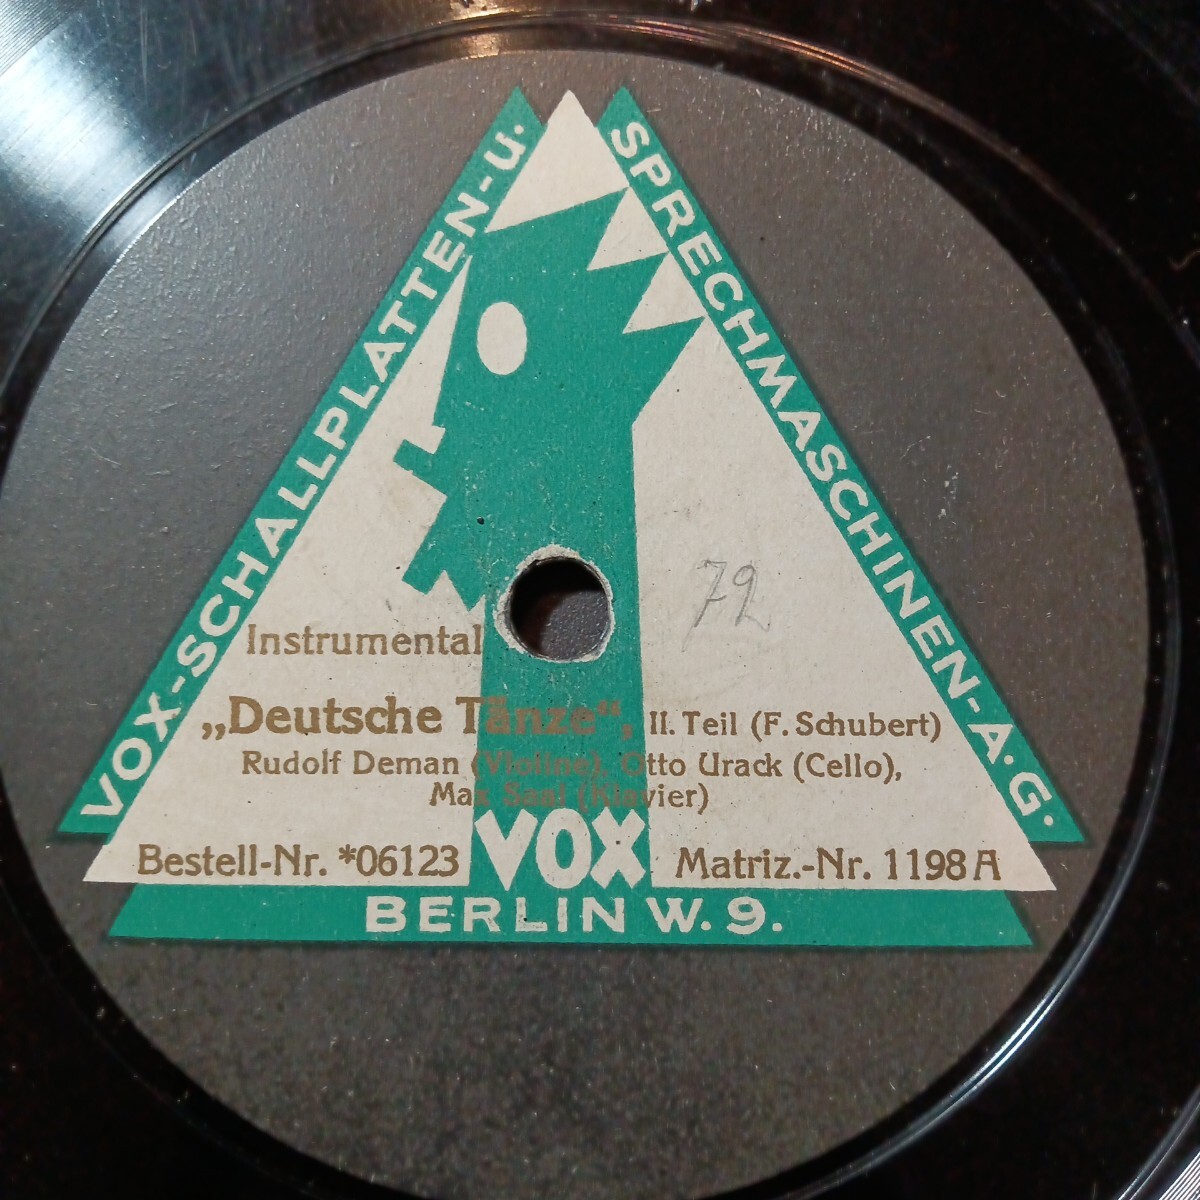 VOX-SCHALLPLATTEN-U.
SPRECHMASCHINEN-A.G.
72
Instrumental
„Deutsche Tänze“, II. Teil (F. Schubert)
Rudolf Deman (Violine), Otto Urack (Cello),
Max Saal (Klavier)
Bestell-Nr. *06123
VOX
Matriz.-Nr. 1198 A
BERLIN W. 9.